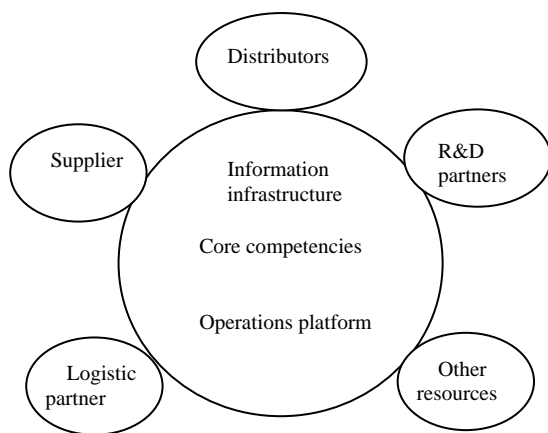 Distributors
Supplier
R&D
partners
Information
infrastructure
Core competencies
Operations platform
Logistic
partner
Other
resources